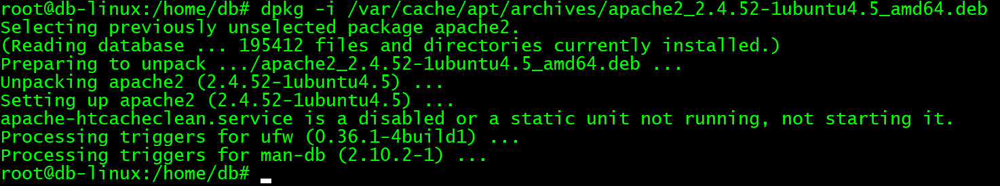 root@db-linux:/home/db# dpkg -i /var/cache/apt/archives/apache2_2.4.52-1ubuntu4.5_amd64.deb
Selecting previously unselected package apache2.
(Reading database ... 195412 files and directories currently installed.)
Preparing to unpack .../apache2_2.4.52-1ubuntu4.5_amd64.deb ...
Unpacking apache2 (2.4.52-1ubuntu4.5) ...
Setting up apache2 (2.4.52-1ubuntu4.5) ...
apache-htcacheclean.service is a disabled or a static unit not running, not starting it.
Processing triggers for ufw (0.36.1-4build1) ...
Processing triggers for man-db (2.10.2-1) ...
root@db-linux:/home/db#